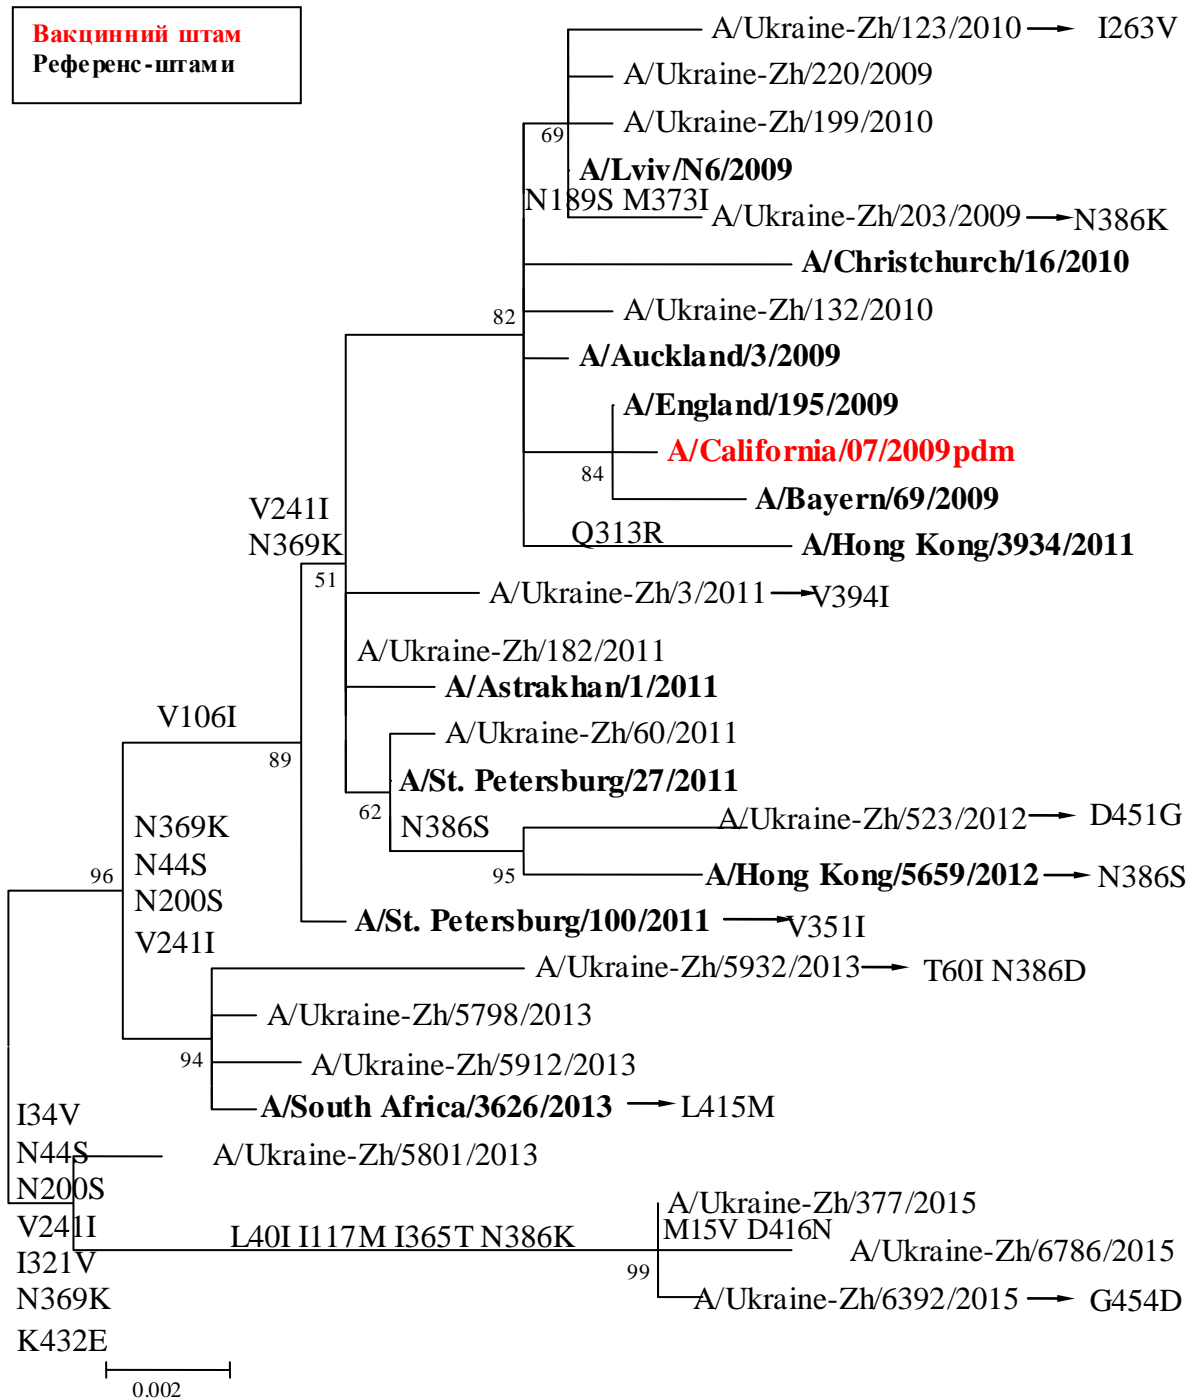 Вакцинний штам
Референс-штами
A/Ukraine-Zh/123/2010 I263V
A/Ukraine-Zh/220/2009
A/Ukraine-Zh/199/2010
69
A/Lviv/N6/2009
N189S M373I
A/Ukraine-Zh/203/2009 N386K
A/Christchurch/16/2010
A/Ukraine-Zh/132/2010
82
A/Auckland/3/2009
A/England/195/2009
A/California/07/2009pdm
84
A/Bayern/69/2009
V241I
N369K
Q313R
A/Hong Kong/3934/2011
51
A/Ukraine-Zh/3/2011 V394I
A/Ukraine-Zh/182/2011
A/Astrakhan/1/2011
V106I
A/Ukraine-Zh/60/2011
89
A/St. Petersburg/27/2011
62
N386S
A/Ukraine-Zh/523/2012 D451G
95
A/Hong Kong/5659/2012 N386S
96
N369K
N44S
N200S
V241I
A/St. Petersburg/100/2011 V351I
A/Ukraine-Zh/5932/2013 T60I N386D
A/Ukraine-Zh/5798/2013
94
A/Ukraine-Zh/5912/2013
A/South Africa/3626/2013 L415M
I34V
N44S
N200S
V241I
I321V
N369K
K432E
A/Ukraine-Zh/5801/2013
A/Ukraine-Zh/377/2015
M15V D416N
L40I I117M I365T N386K
A/Ukraine-Zh/6786/2015
99
A/Ukraine-Zh/6392/2015 G454D
0.002